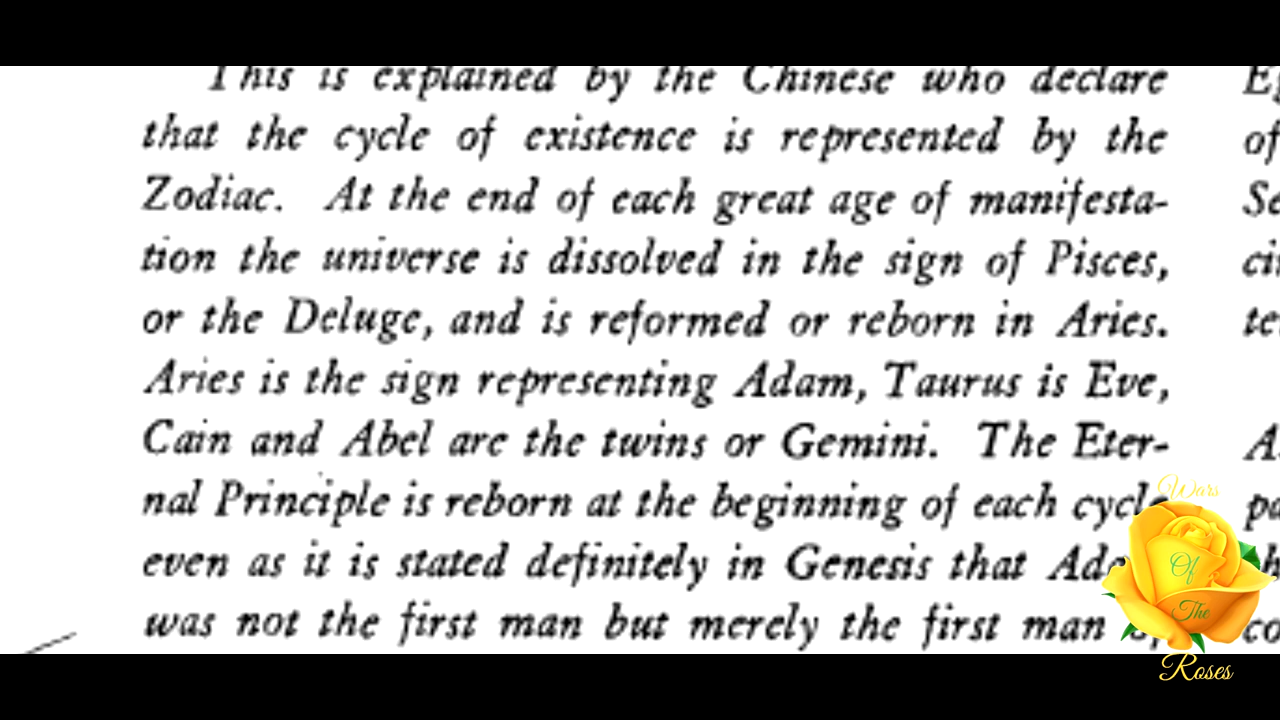 This is explained by the Chinese who declare
that the cycle of existence is represented by the
Zodiac. At the end of each great age of manifesta-
tion the universe is dissolved in the sign of Pisces,
or the Deluge, and is reformed or reborn in Aries.
Aries is the sign representing Adam, Taurus is Eve,
Cain and Abel are the twins or Gemini. The Eter-
nal Principle is reborn at the beginning of each cycle
even as it is stated definitely in Genesis that
was not the first man but merely the first man
of
Wars
Of
The
Roses